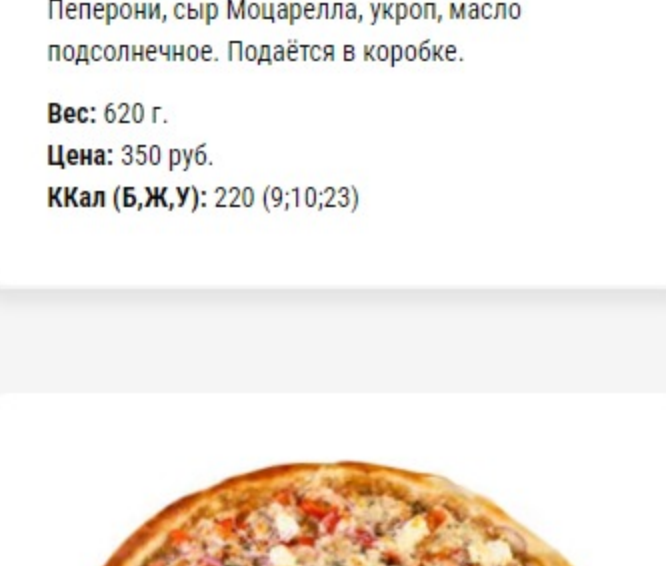 Пеперони, сыр Моцарелла, укроп, масло
подсолнечное. Подаётся в коробке.
Вес: 620 г.
Цена: 350 руб.
ККал (Б,Ж,У): 220 (9;10;23)